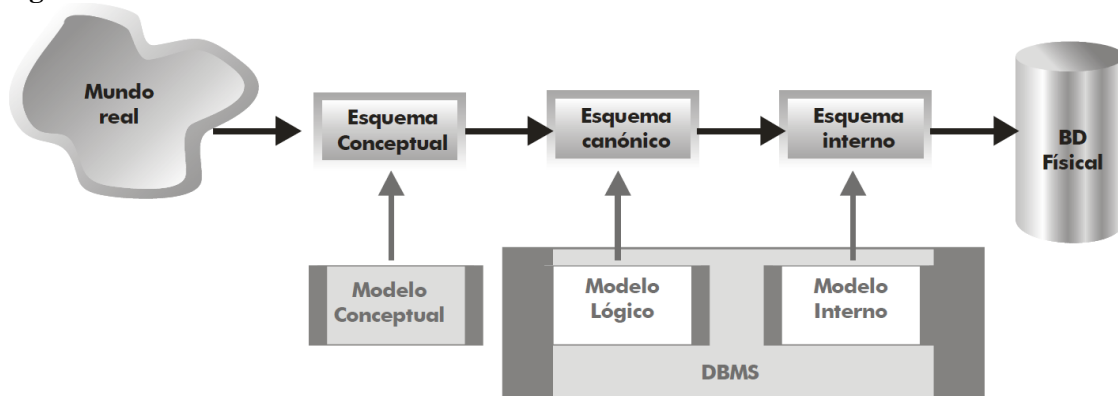 Mundo
real
Esquema
Conceptual
Esquema
canónico
Esquema
interno
BD
Físical
Modelo
Conceptual
Modelo
Lógico
Modelo
Interno
DBMS